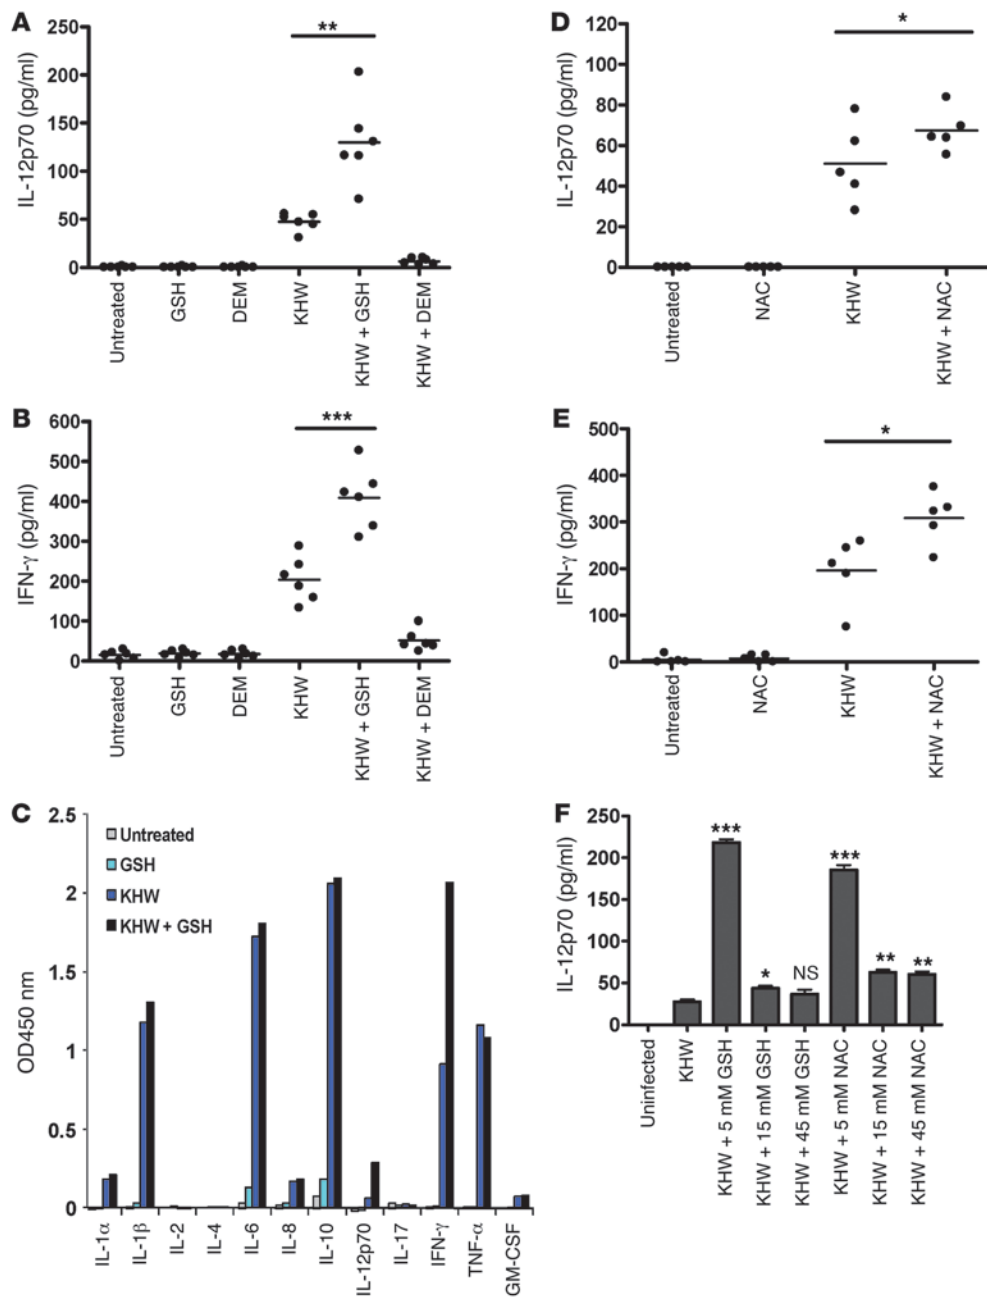 A
IL-12p70 (pg/ml)
250
200
150
100
50
0
**
Untreated
GSH
DEM
KHW
KHW + GSH
KHW + DEM
D
IL-12p70 (pg/ml)
120
100
80
60
40
20
0
*
Untreated
NAC
KHW
KHW + NAC
B
IFN-γ (pg/ml)
600
500
400
300
200
100
0
***
Untreated
GSH
DEM
KHW
KHW + GSH
KHW + DEM
E
IFN-γ (pg/ml)
500
400
300
200
100
0
*
Untreated
NAC
KHW
KHW + NAC
C
OD450 nm
2.5
2
1.5
1
0.5
0
Untreated
GSH
KHW
KHW + GSH
IL-1α
IL-1β
IL-2
IL-4
IL-6
IL-8
IL-10
IL-12p70
IL-17
IFN-γ
TNF-α
GM-CSF
F
IL-12p70 (pg/ml)
250
200
150
100
50
0
***
*
NS
***
**
**
Uninfected
KHW
KHW + 5 mM GSH
KHW + 15 mM GSH
KHW + 45 mM GSH
KHW + 5 mM NAC
KHW + 15 mM NAC
KHW + 45 mM NAC